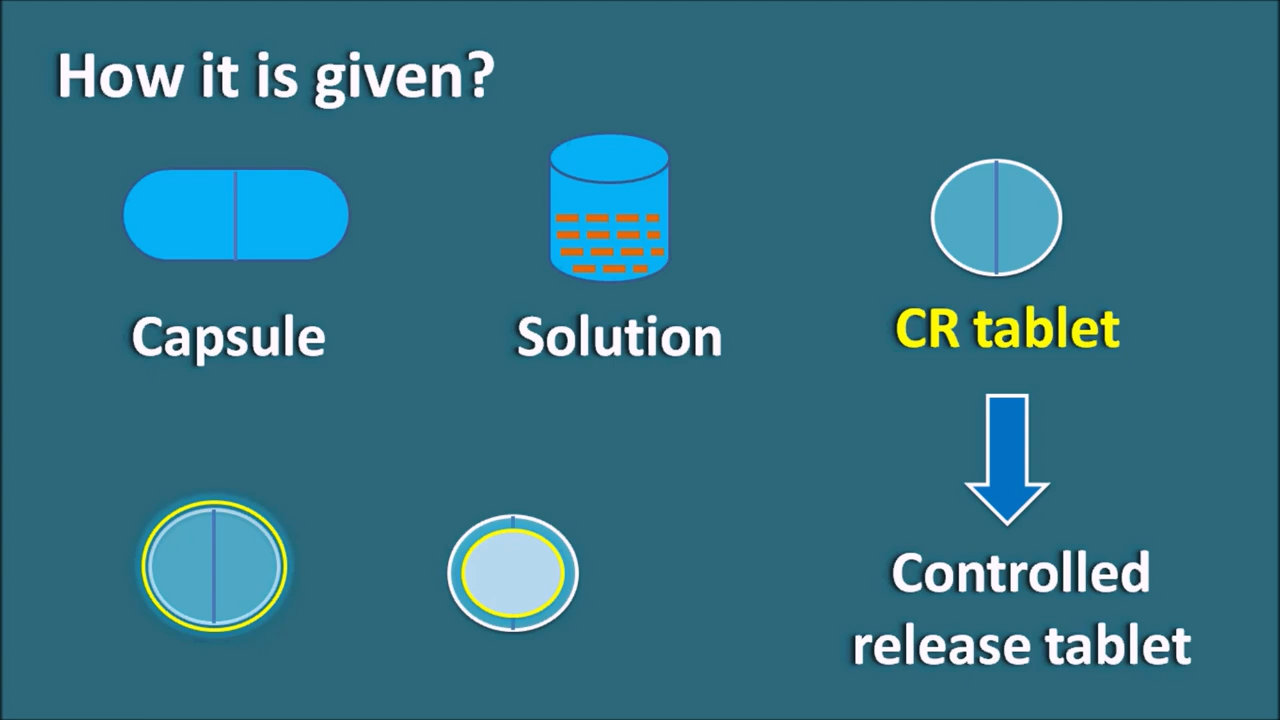 How it is given?
Capsule
Solution
CR tablet
Controlled
release tablet